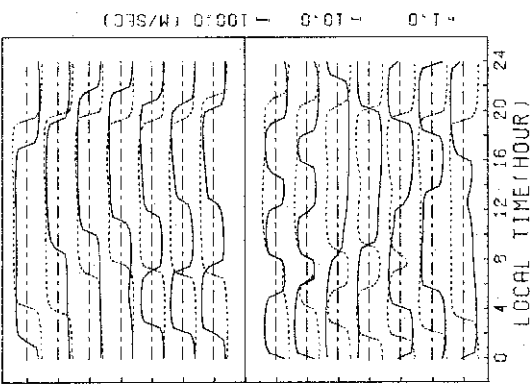 - 100.0 (M/SEC)
- 10.0
- 1.0
0 4 8 12 16 20 24
LOCAL TIME(HOUR)